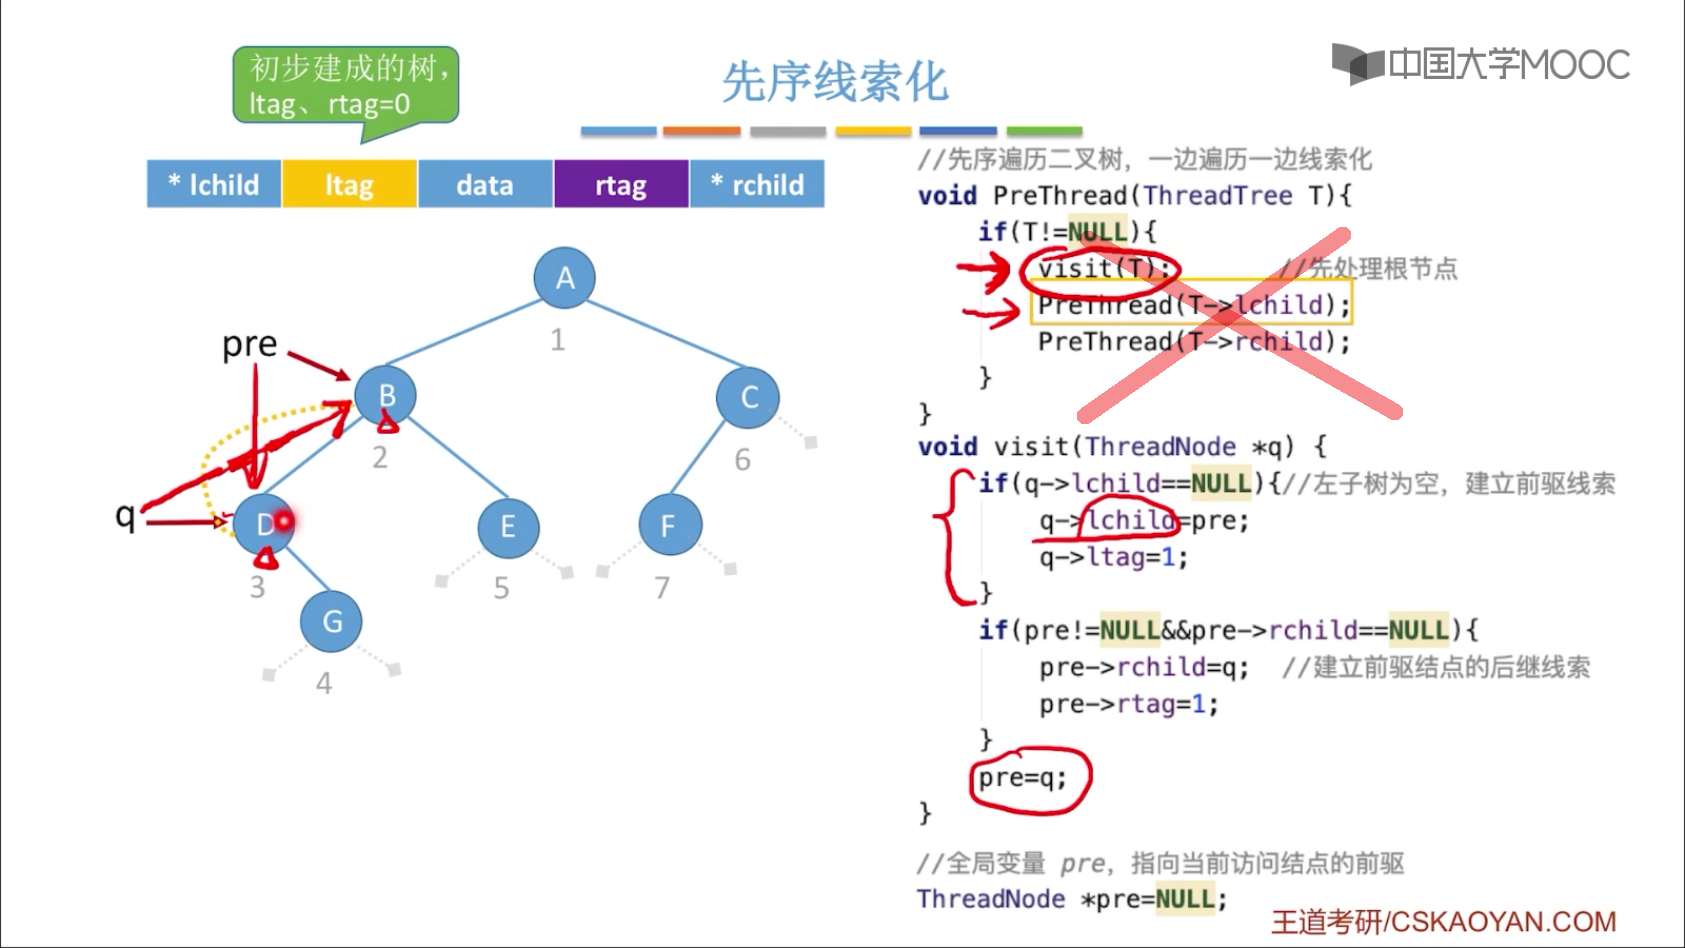 初步建成的树，
ltag、rtag=0
先序线索化
中国大学MOOC
* lchild ltag data rtag * rchild
A
1
pre
B
2
C
6
q
D
3
E
5
F
7
G
4
//先序遍历二叉树，一边遍历一边线索化
void PreThread(ThreadTree T){
if(T!=NULL){
visit(T); //先处理根节点
PreThread(T->lchild);
PreThread(T->rchild);
}
}
void visit(ThreadNode *q) {
if(q->lchild==NULL){//左子树为空，建立前驱线索
q->lchild=pre;
q->ltag=1;
}
if(pre!=NULL&&pre->rchild==NULL){
pre->rchild=q; //建立前驱结点的后继线索
pre->rtag=1;
}
pre=q;
}
//全局变量 pre，指向当前访问结点的前驱
ThreadNode *pre=NULL;
王道考研/CSKAOYAN.COM